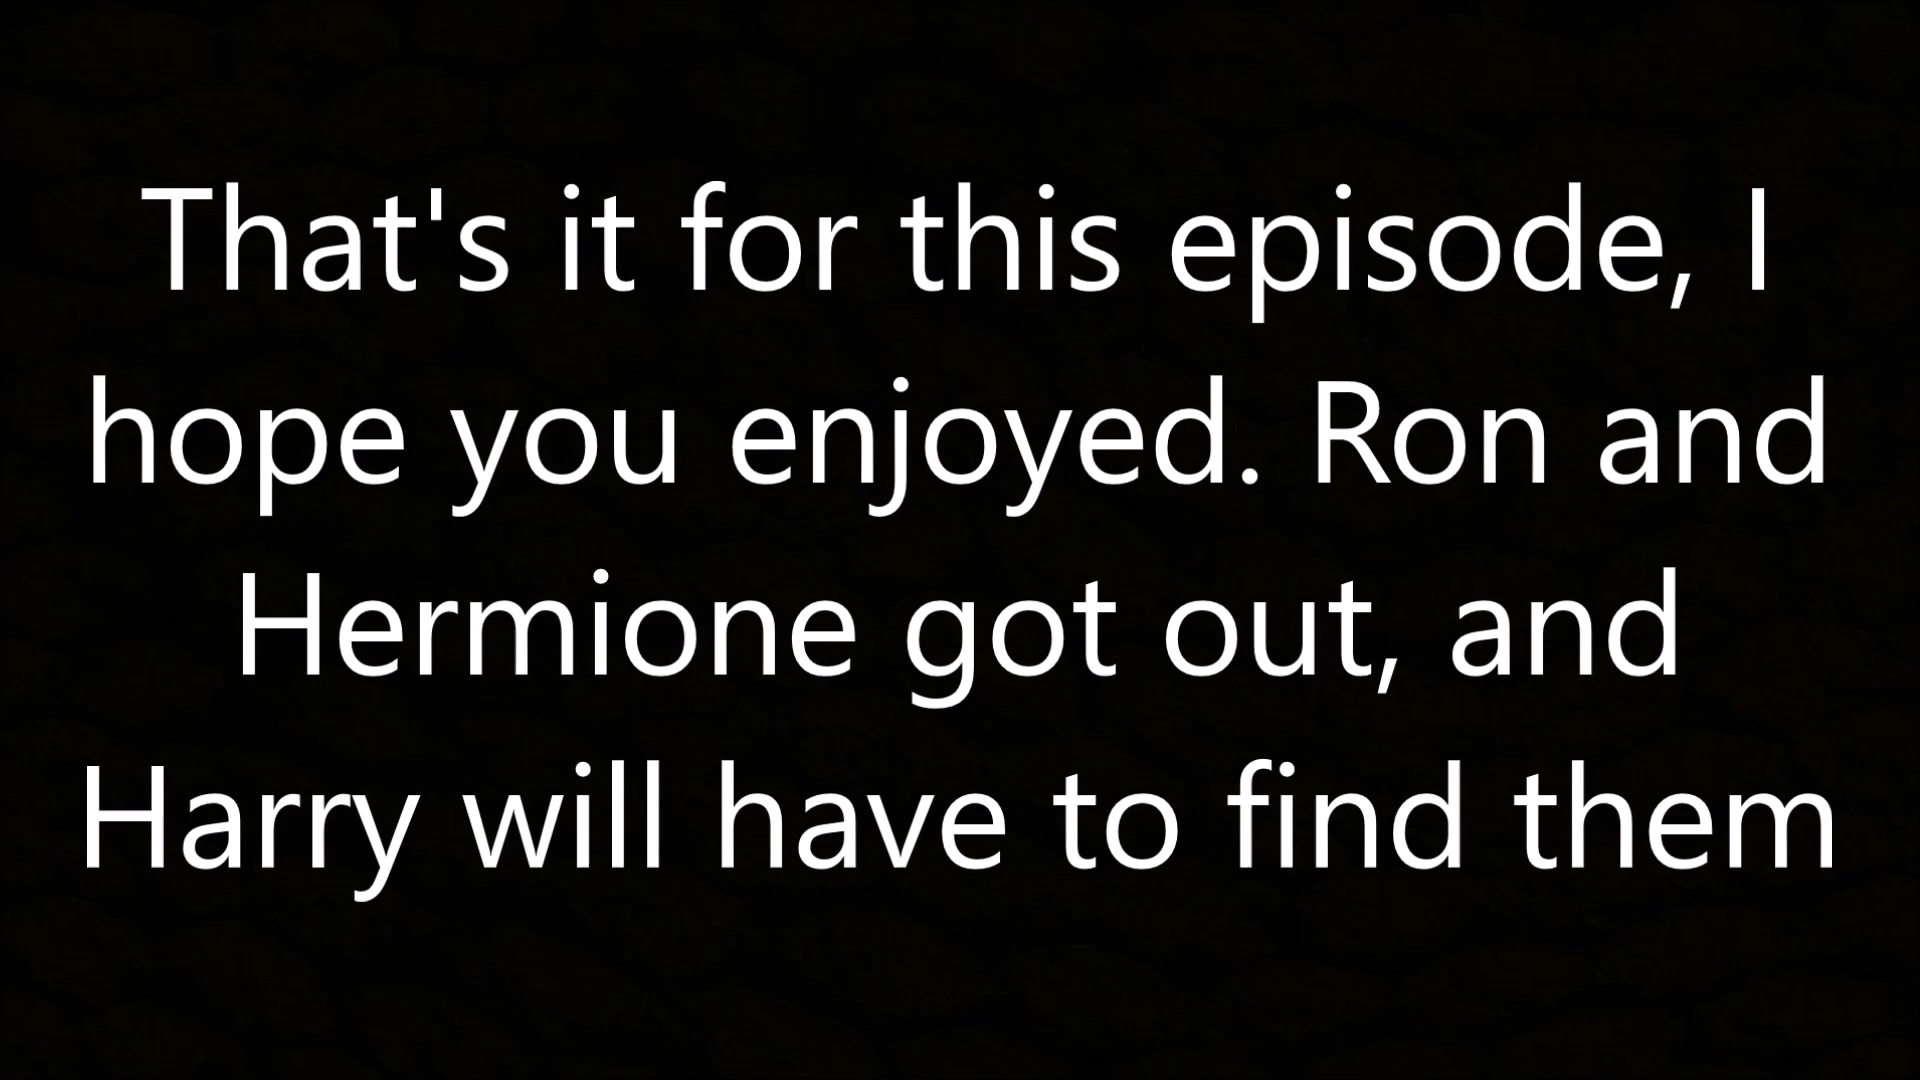 That's it for this episode, I
hope you enjoyed. Ron and
Hermione got out, and
Harry will have to find them